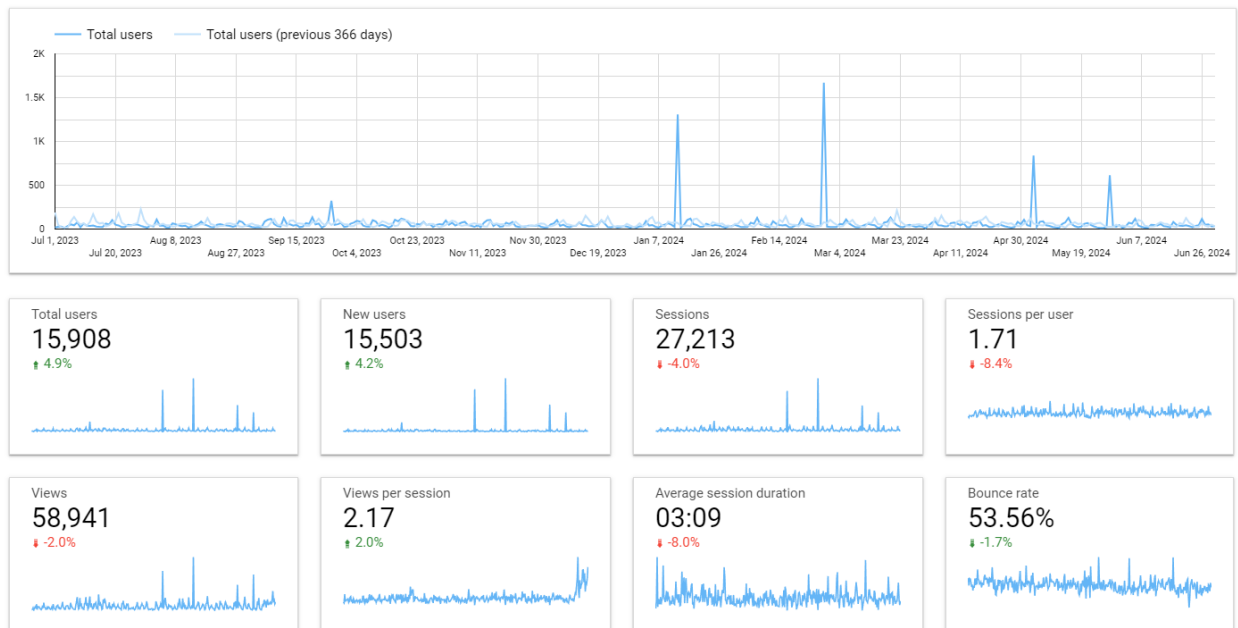 Total users Total users (previous 366 days)
2K
1.5K
1K
500
0
Jul 1, 2023 Aug 8, 2023 Sep 15, 2023 Oct 23, 2023 Nov 30, 2023 Jan 7, 2024 Feb 14, 2024 Mar 23, 2024 Apr 30, 2024 Jun 7, 2024
Jul 20, 2023 Aug 27, 2023 Oct 4, 2023 Nov 11, 2023 Dec 19, 2023 Jan 26, 2024 Mar 4, 2024 Apr 11, 2024 May 19, 2024 Jun 26, 2024
Total users
15,908
4.9%
New users
15,503
4.2%
Sessions
27,213
-4.0%
Sessions per user
1.71
-8.4%
Views
58,941
-2.0%
Views per session
2.17
2.0%
Average session duration
03:09
-8.0%
Bounce rate
53.56%
-1.7%